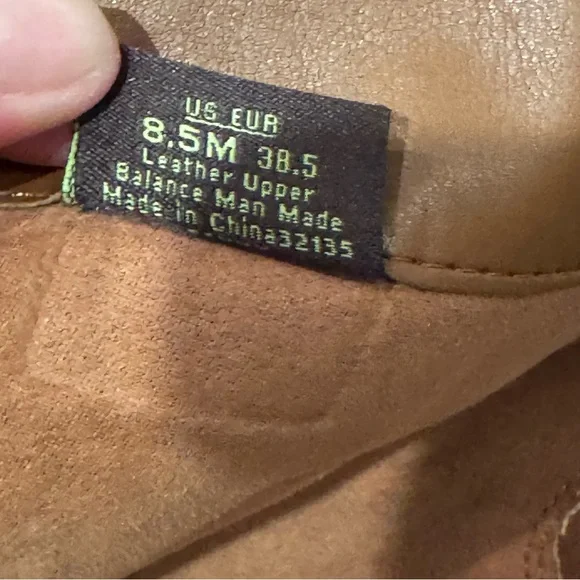 US EUR
8.5M 38.5
Leather Upper
Balance Man Made
Made in China32135